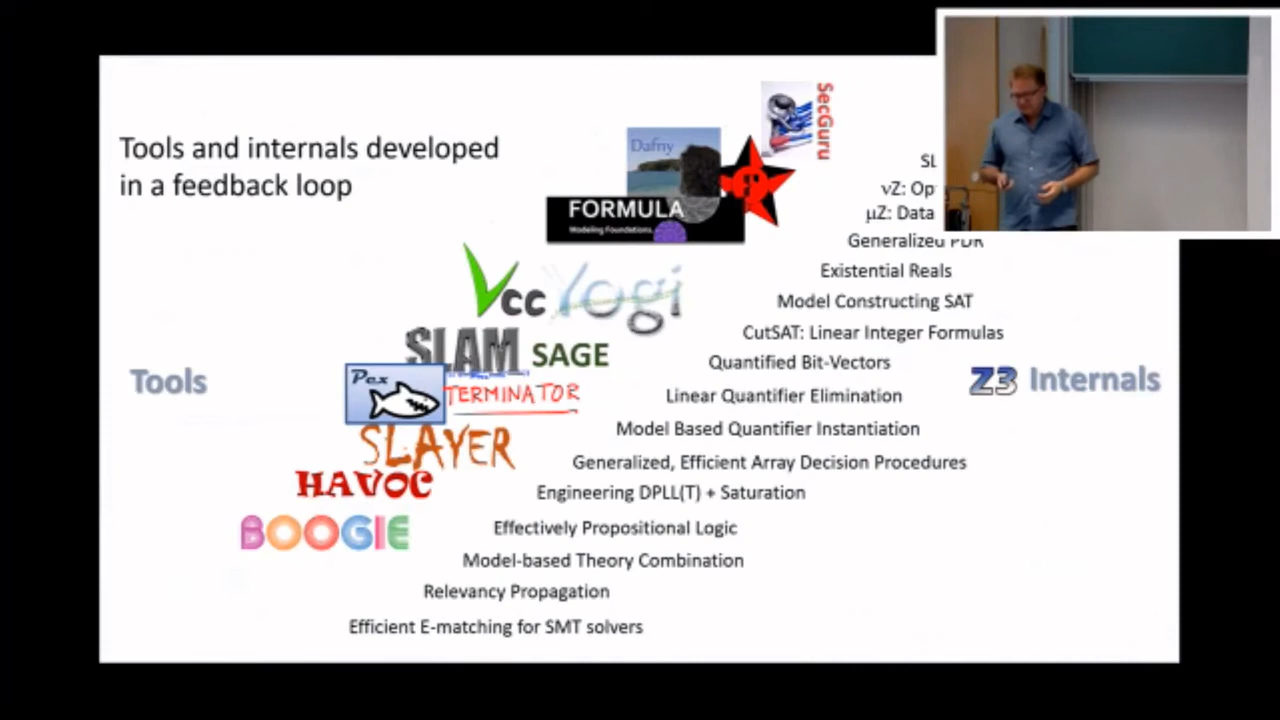 Tools and internals developed
in a feedback loop
SecGuru
Dafny
FORMULA
Modeling Foundations.
SL
νZ: Op
μZ: Data
Generalized PDR
Existential Reals
Vcc Yogi
Model Constructing SAT
CutSAT: Linear Integer Formulas
SLAM SAGE
Quantified Bit-Vectors
Tools
Z3 Internals
Pex
TERMINATOR
Linear Quantifier Elimination
Model Based Quantifier Instantiation
SLAYER
Generalized, Efficient Array Decision Procedures
HAVOC
Engineering DPLL(T) + Saturation
BOOGIE
Effectively Propositional Logic
Model-based Theory Combination
Relevancy Propagation
Efficient E-matching for SMT solvers